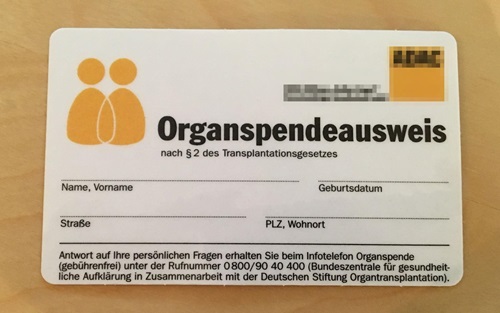 Organspendeausweis
nach § 2 des Transplantationsgesetzes
Name, Vorname Geburtsdatum
Straße PLZ, Wohnort
Antwort auf Ihre persönlichen Fragen erhalten Sie beim Infotelefon Organspende
(gebührenfrei) unter der Rufnummer 0800/90 40 400 (Bundeszentrale für gesundheit-
liche Aufklärung in Zusammenarbeit mit der Deutschen Stiftung Organtransplantation).